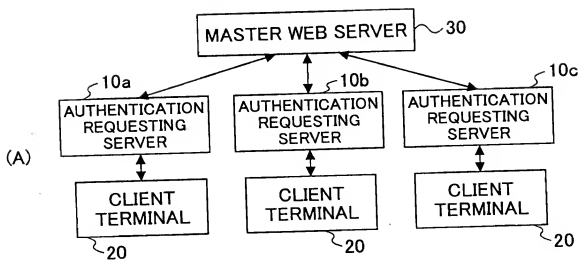 MASTER WEB SERVER
30
10a
10b
10c
AUTHENTICATION
REQUESTING
SERVER
AUTHENTICATION
REQUESTING
SERVER
AUTHENTICATION
REQUESTING
SERVER
(A)
CLIENT
TERMINAL
CLIENT
TERMINAL
CLIENT
TERMINAL
20
20
20